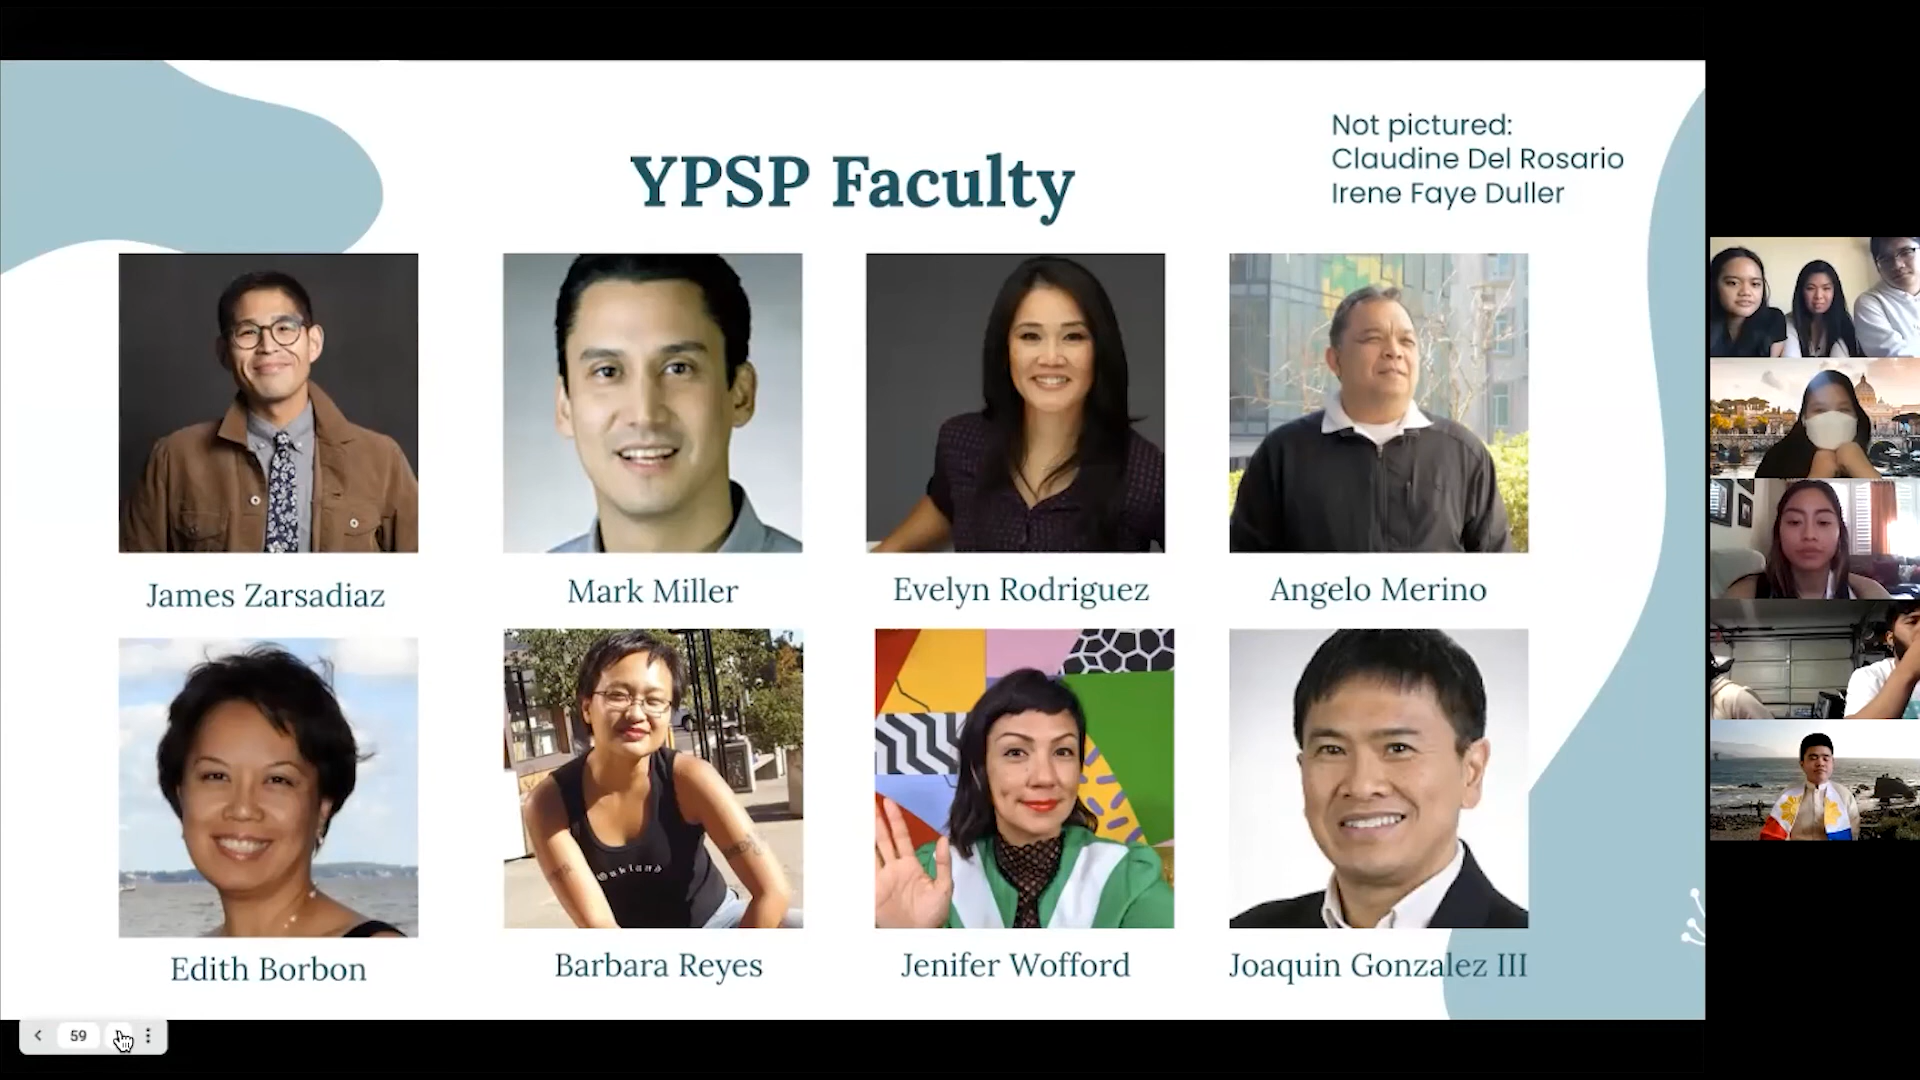 YPSP Faculty
Not pictured:
Claudine Del Rosario
Irene Faye Duller
James Zarsadiaz
Mark Miller
Evelyn Rodriguez
Angelo Merino
Oakland
Edith Borbon
Barbara Reyes
Jenifer Wofford
Joaquin Gonzalez III
59